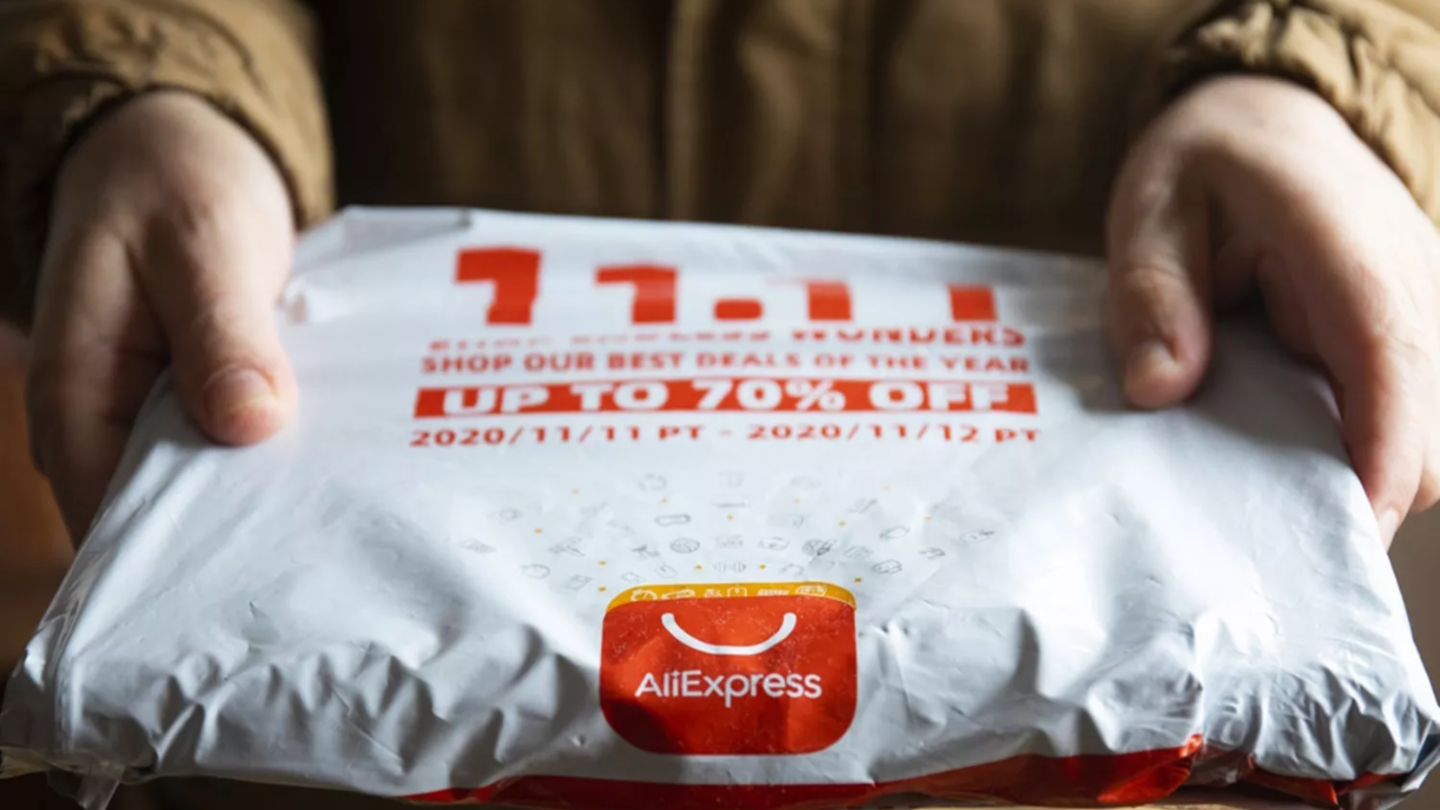 11.11
WONDERS
SHOP OUR BEST DEALS OF THE YEAR
UP TO 70% OFF
2020/11/11 PT - 2020/11/12 PT
AliExpress